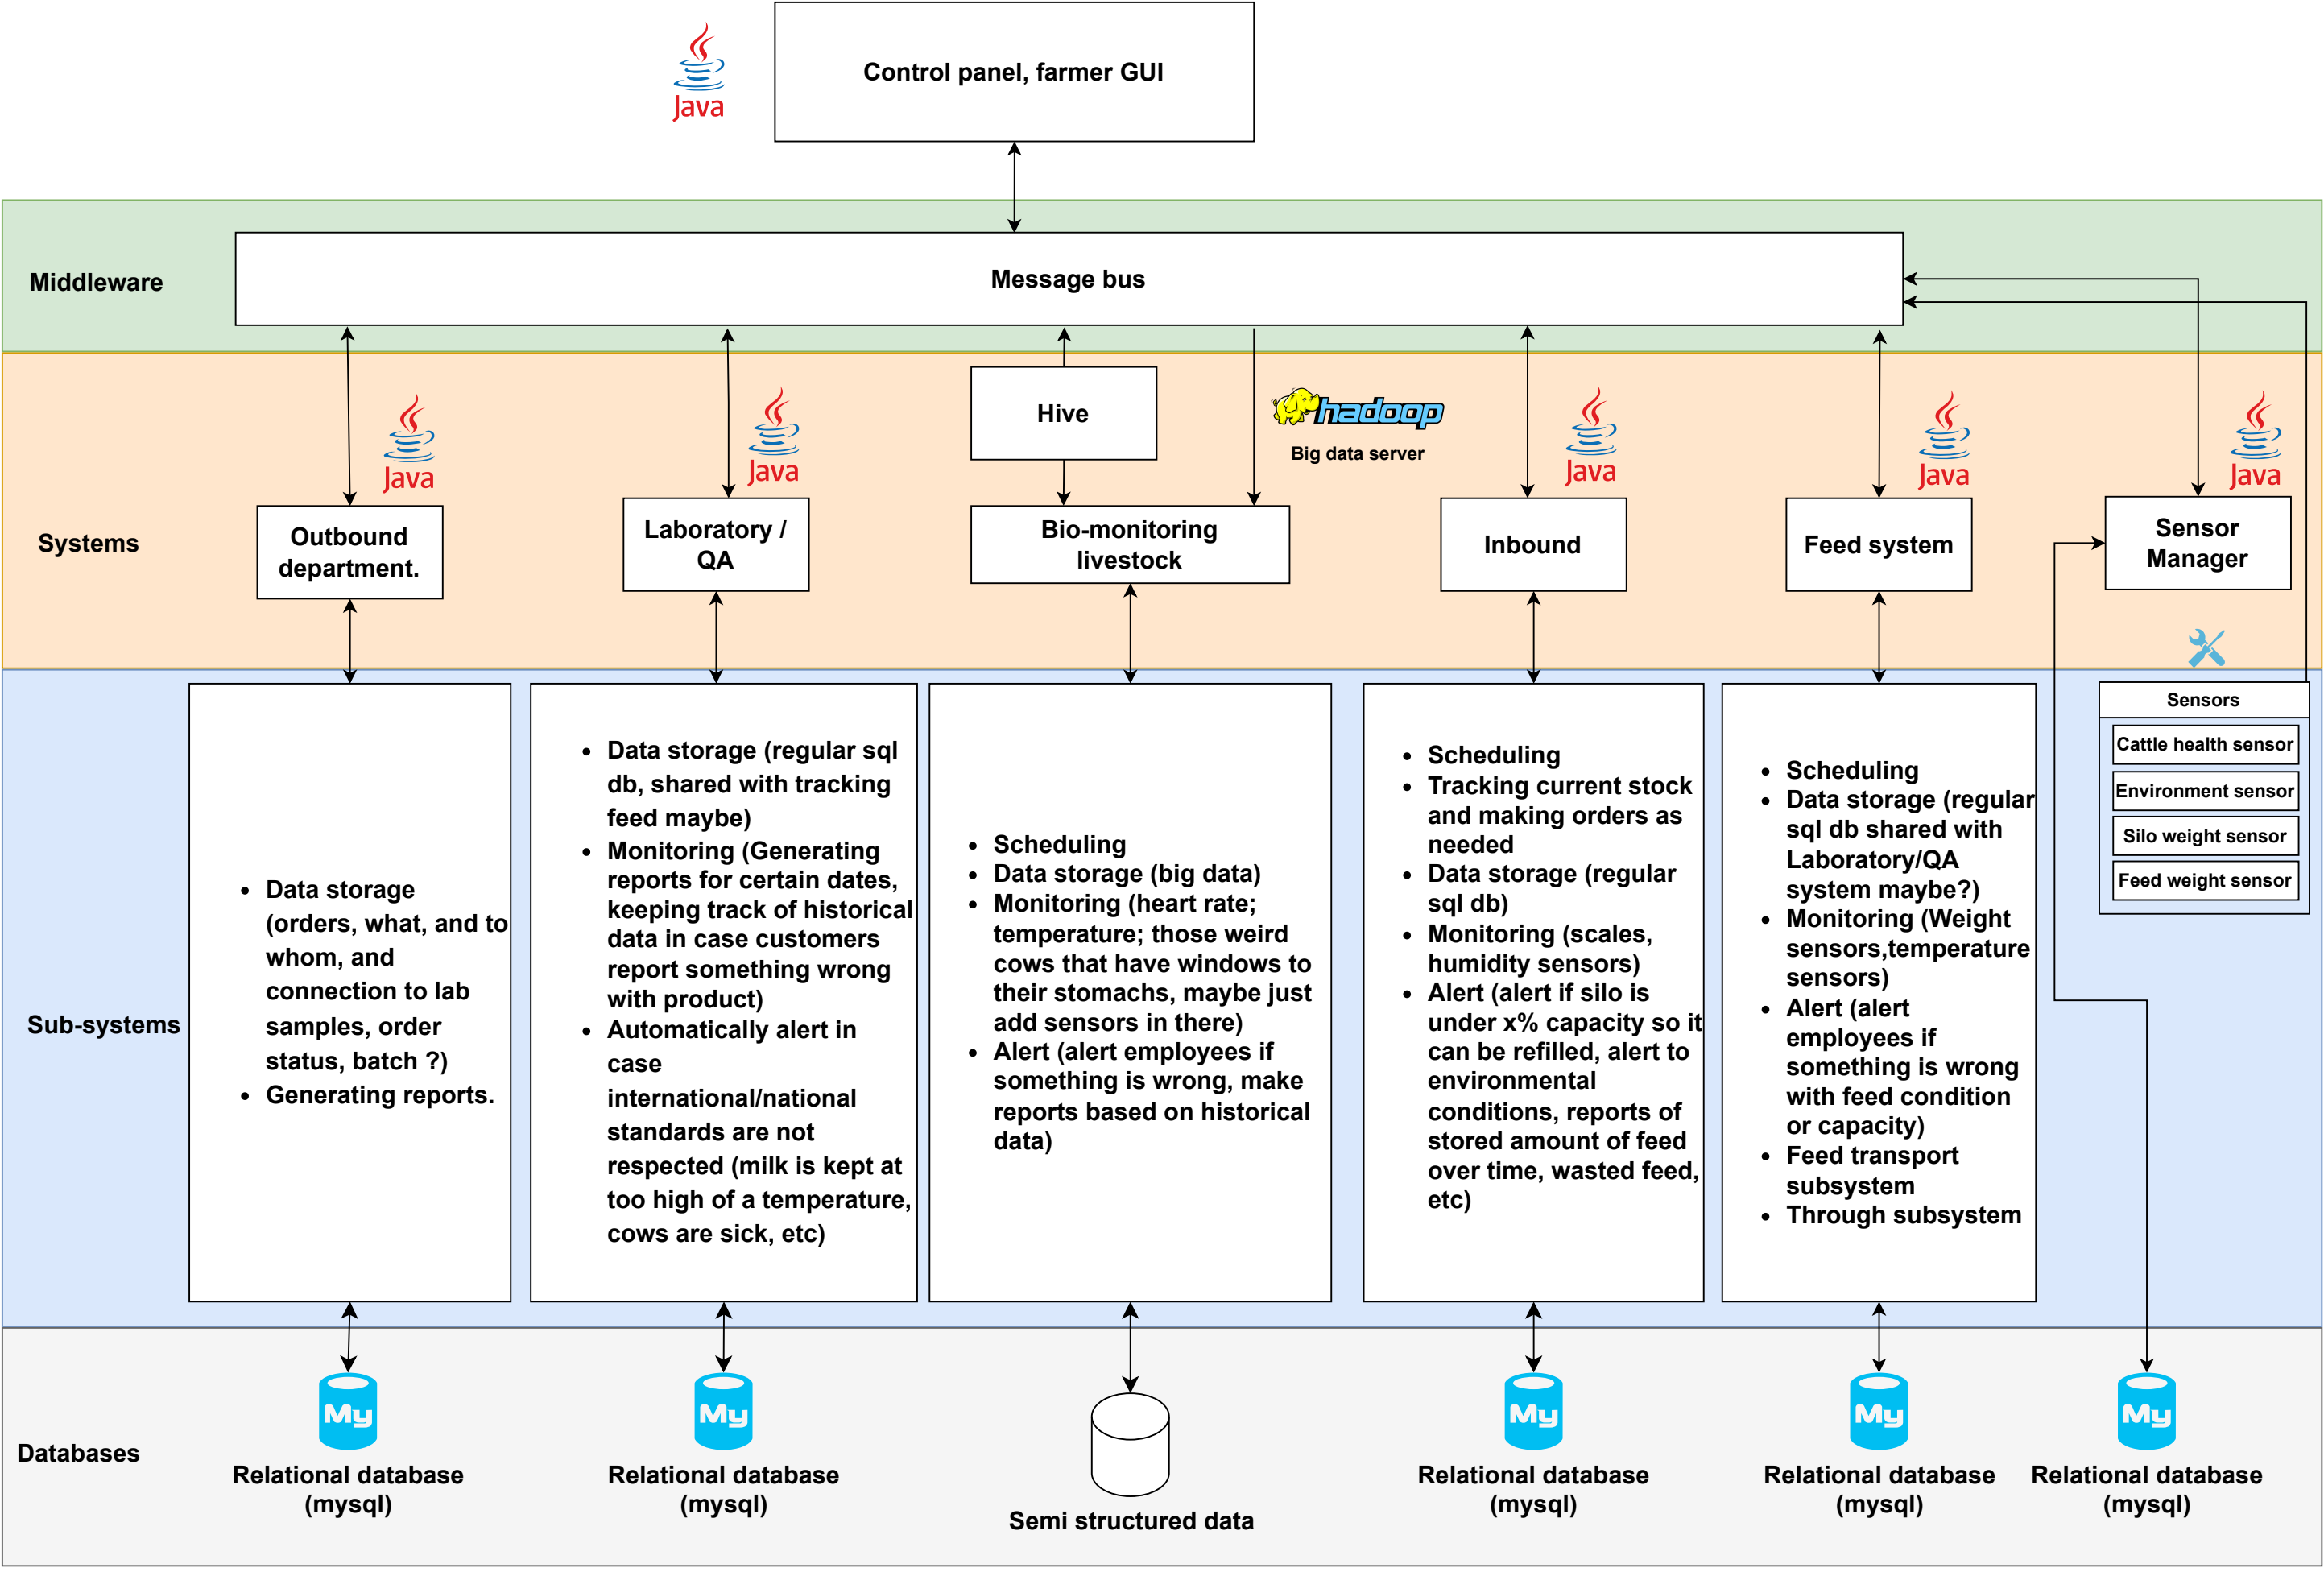 Java
Control panel, farmer GUI
Middleware
Message bus
Systems
Java
Outbound
department.
Java
Laboratory /
QA
Hive
hadoop
Big data server
Bio-monitoring
livestock
Java
Inbound
Java
Feed system
Java
Sensor
Manager
Sub-systems
• Data storage
(orders, what, and to
whom, and
connection to lab
samples, order
status, batch ?)
• Generating reports.
• Data storage (regular sql
db, shared with tracking
feed maybe)
• Monitoring (Generating
reports for certain dates,
keeping track of historical
data in case customers
report something wrong
with product)
• Automatically alert in
case
international/national
standards are not
respected (milk is kept at
too high of a temperature,
cows are sick, etc)
• Scheduling
• Data storage (big data)
• Monitoring (heart rate;
temperature; those weird
cows that have windows to
their stomachs, maybe just
add sensors in there)
• Alert (alert employees if
something is wrong, make
reports based on historical
data)
• Scheduling
• Tracking current stock
and making orders as
needed
• Data storage (regular
sql db)
• Monitoring (scales,
humidity sensors)
• Alert (alert if silo is
under x% capacity so it
can be refilled, alert to
environmental
conditions, reports of
stored amount of feed
over time, wasted feed,
etc)
• Scheduling
• Data storage (regular
sql db shared with
Laboratory/QA
system maybe?)
• Monitoring (Weight
sensors,temperature
sensors)
• Alert (alert
employees if
something is wrong
with feed condition
or capacity)
• Feed transport
subsystem
• Through subsystem
Sensors
Cattle health sensor
Environment sensor
Silo weight sensor
Feed weight sensor
Databases
My
Relational database
(mysql)
My
Relational database
(mysql)
Semi structured data
My
Relational database
(mysql)
My
Relational database
(mysql)
My
Relational database
(mysql)